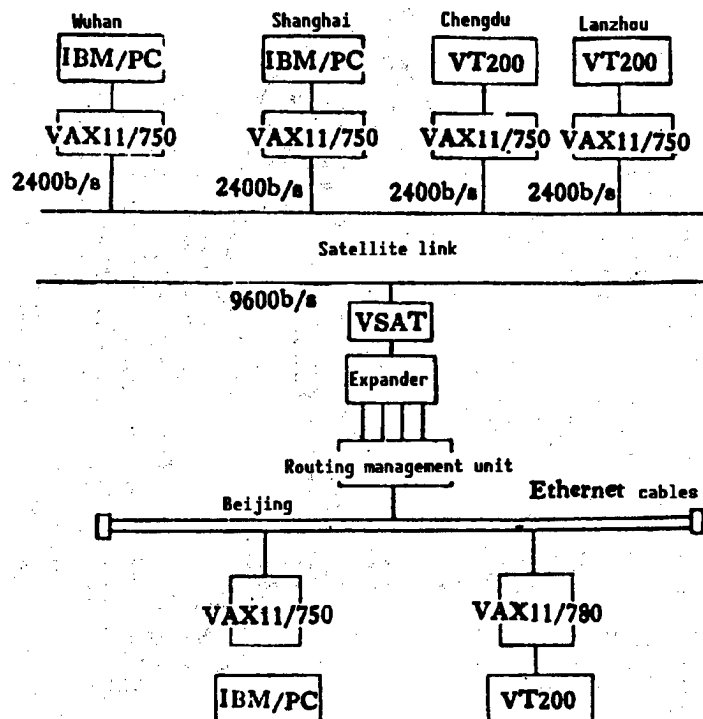 Wuhan Shanghai Chengdu Lanzhou
IBM/PC IBM/PC VT200 VT200
VAX11/750 VAX11/750 VAX11/750 VAX11/750
2400b/s 2400b/s 2400b/s 2400b/s
Satellite link
9600b/s
VSAT
Expander
Routing management unit
Beijing Ethernet cables
VAX11/750 VAX11/780
IBM/PC VT200